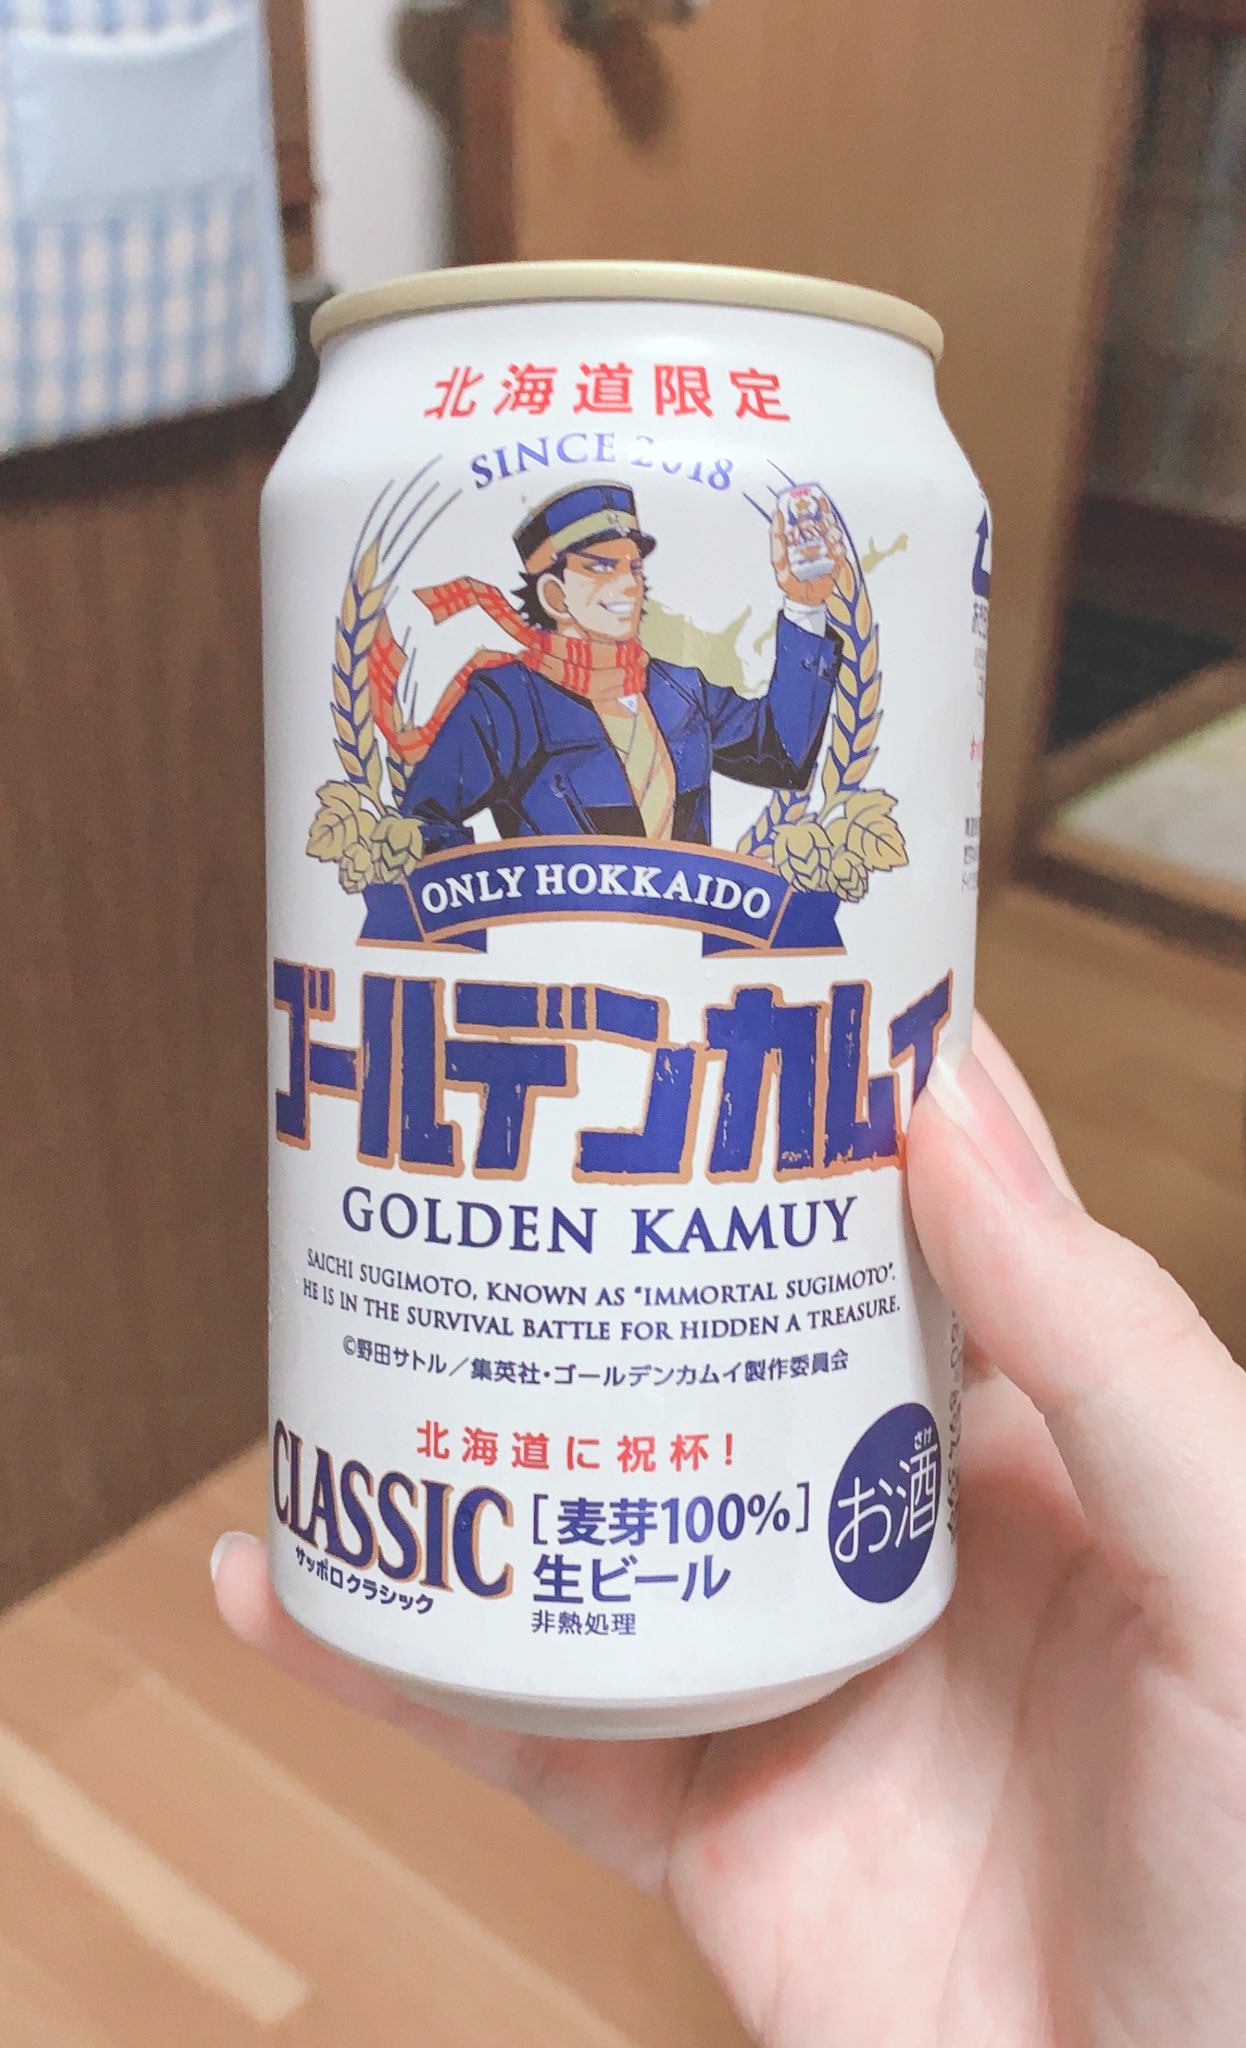 北海道限定
SINCE 2018
ONLY HOKKAIDO
ゴールデンカムイ
GOLDEN KAMUY
SAICHI SUGIMOTO, KNOWN AS "IMMORTAL SUGIMOTO".
HE IS IN THE SURVIVAL BATTLE FOR HIDDEN A TREASURE.
©野田サトル／集英社・ゴールデンカムイ製作委員会
北海道に祝杯！
CLASSIC
サッポロクラシック
[麦芽100%]
生ビール
非熱処理
さけ
お酒